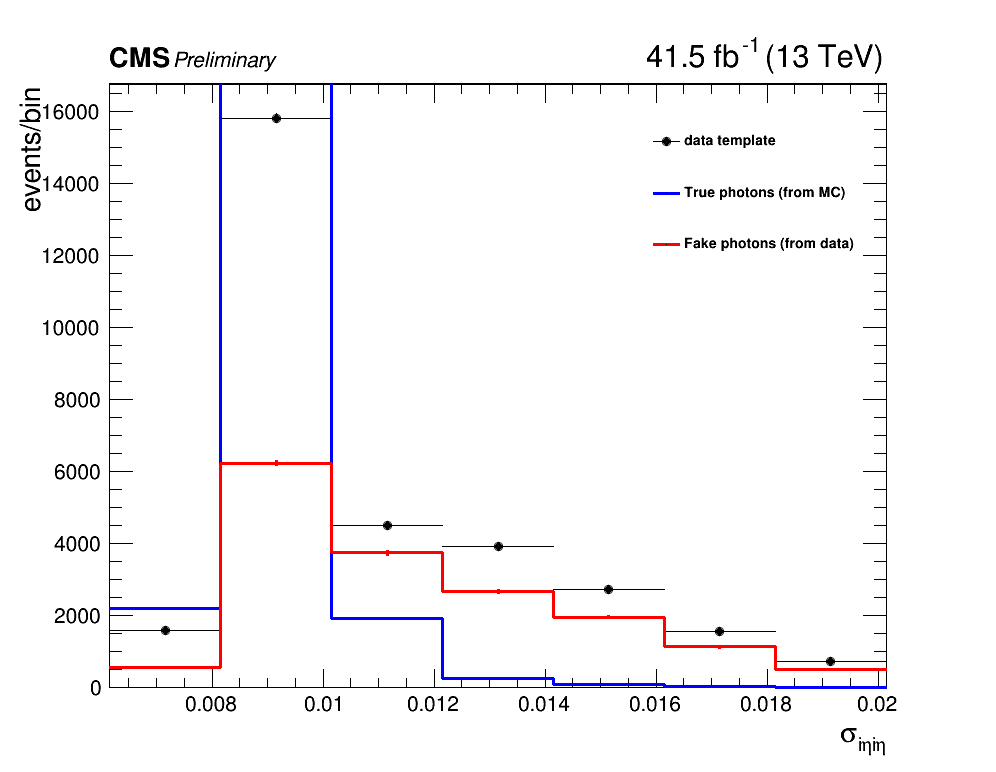 CMS Preliminary 41.5 fb⁻¹ (13 TeV)
events/bin
16000
14000
12000
10000
8000
6000
4000
2000
0
data template
True photons (from MC)
Fake photons (from data)
0.008 0.01 0.012 0.014 0.016 0.018 0.02
σiηiη